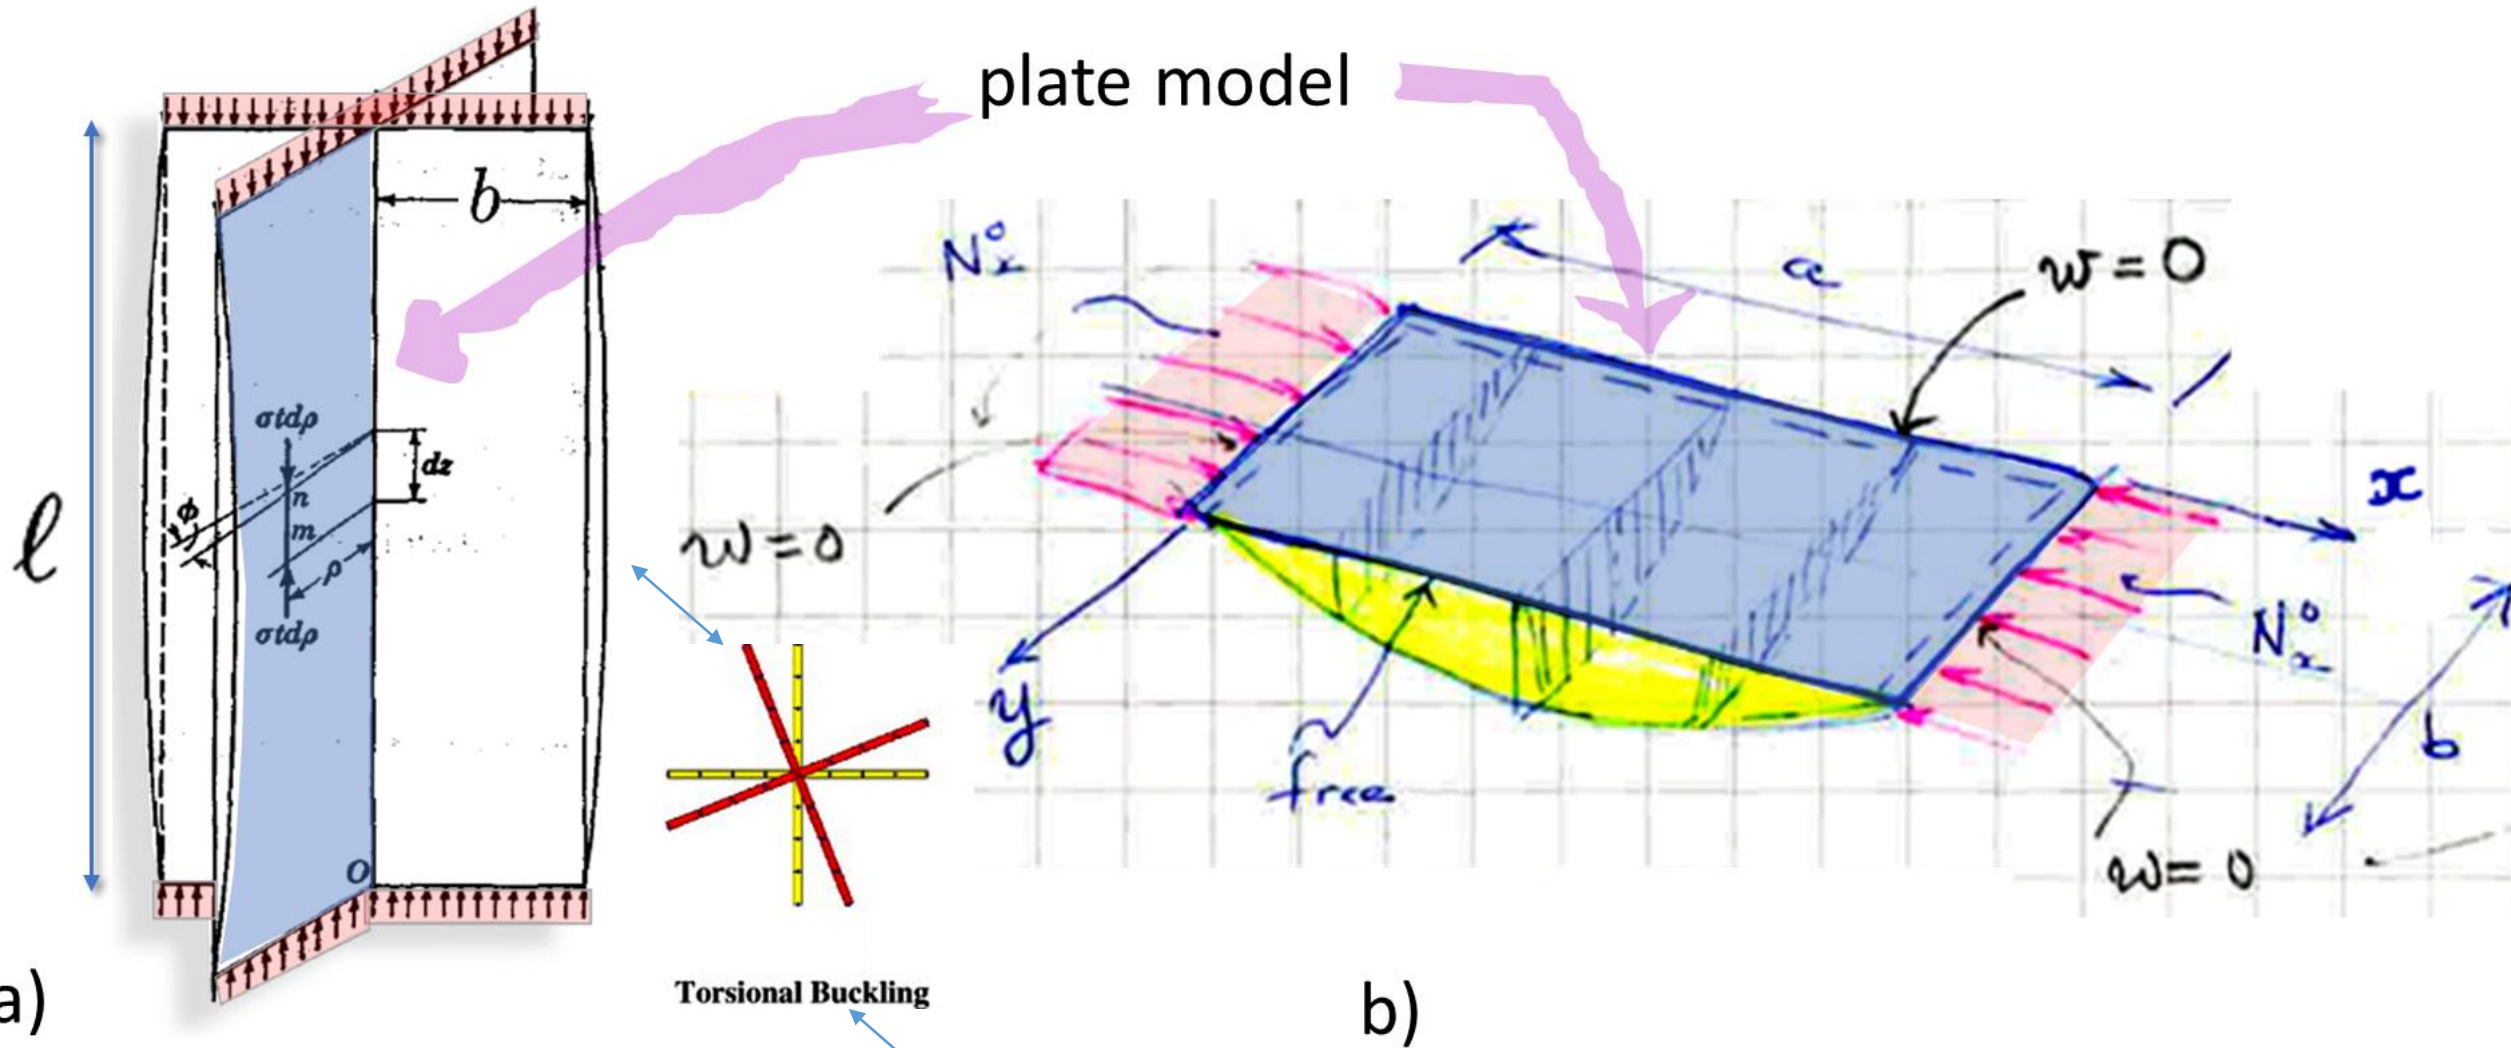 plate model
b
ℓ
σtdρ
dz
n
ϕ
m
ρ
σtdρ
O
a)
Torsional Buckling
N°x
a
w=0
w=0
x
y
free
N°x
b
w=0
b)